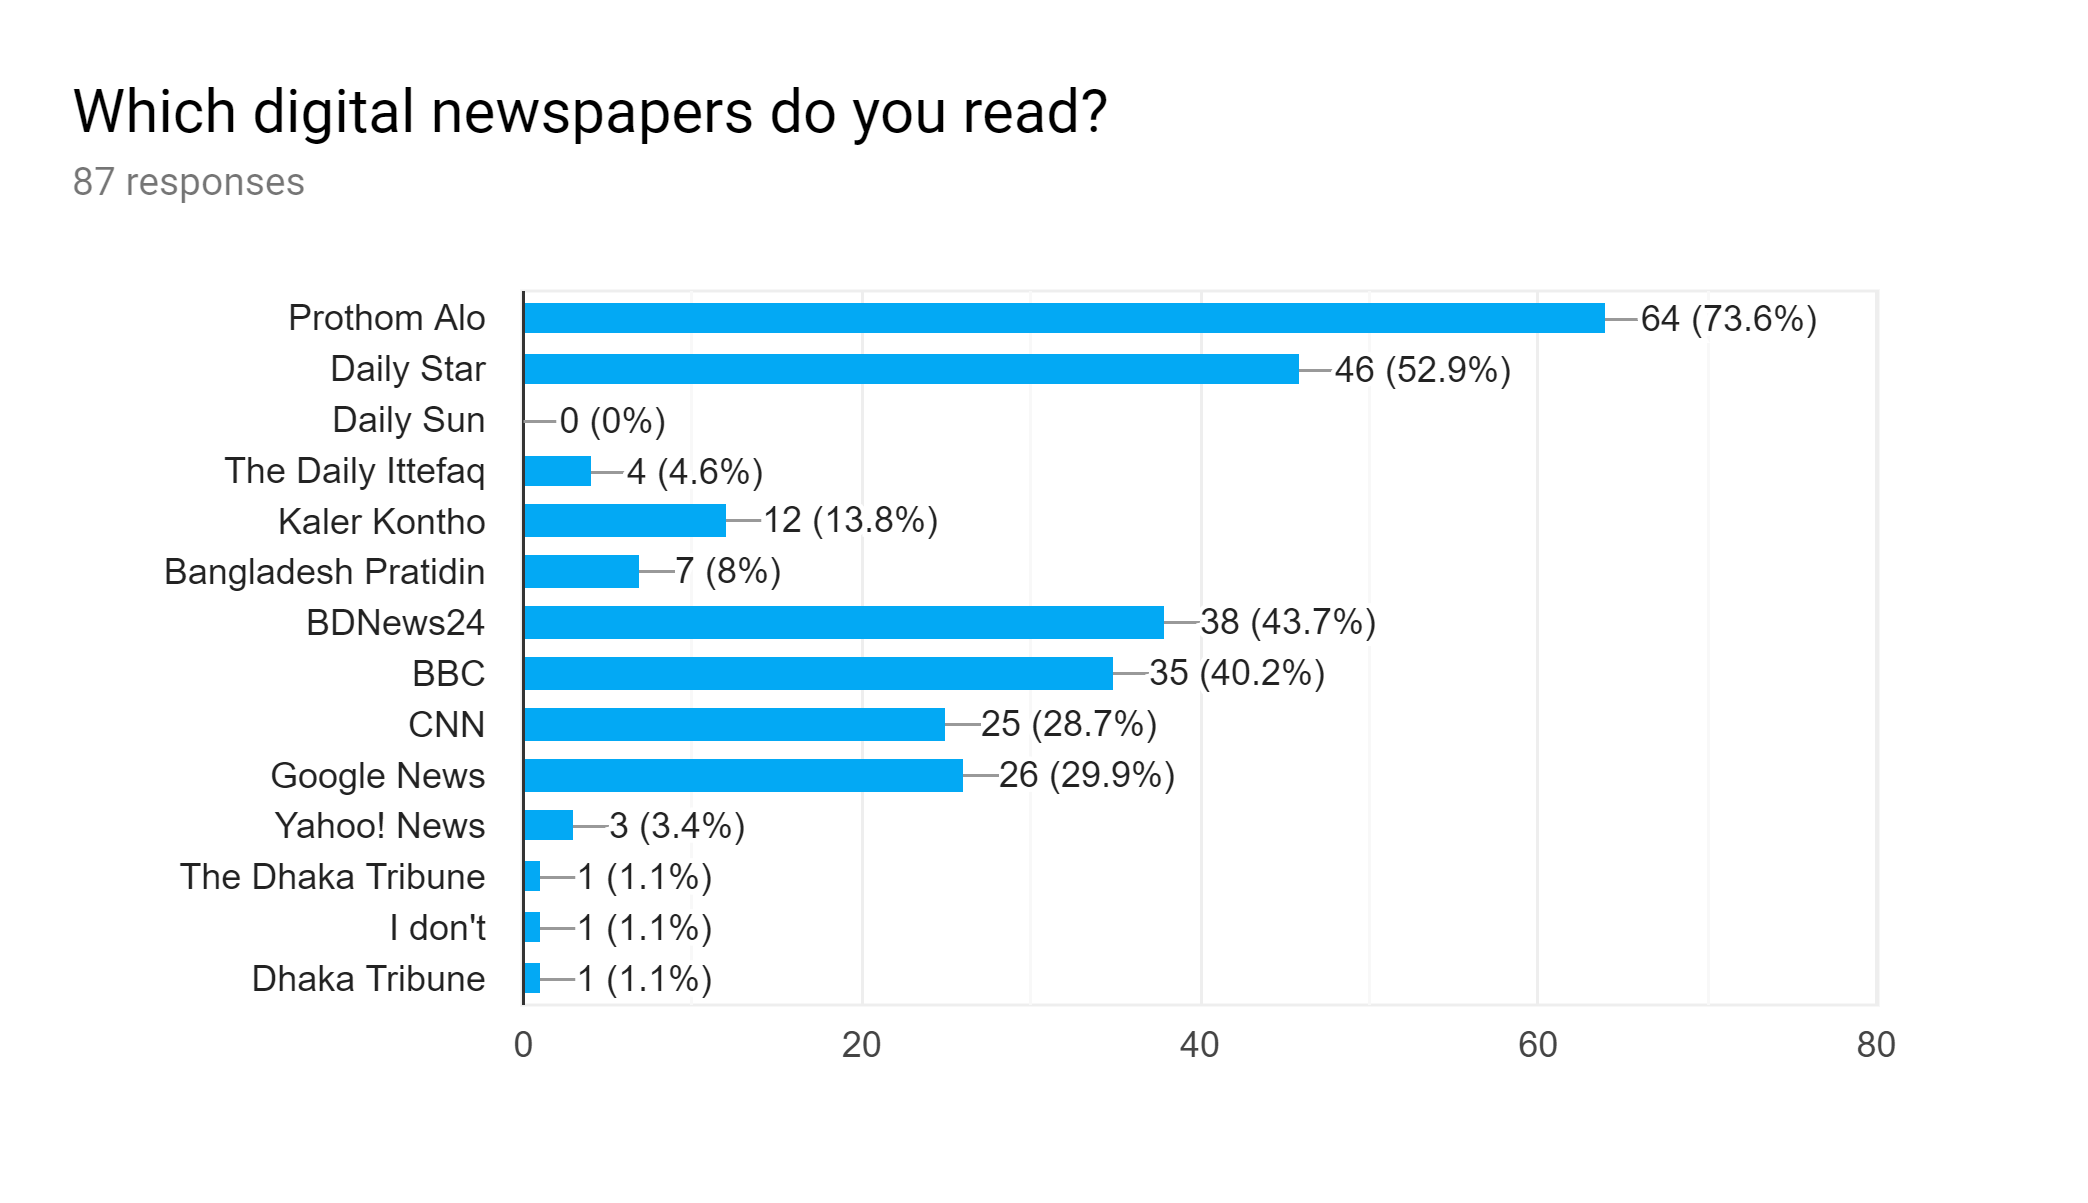 Which digital newspapers do you read?
87 responses
Prothom Alo 64 (73.6%)
Daily Star 46 (52.9%)
Daily Sun 0 (0%)
The Daily Ittefaq 4 (4.6%)
Kaler Kontho 12 (13.8%)
Bangladesh Pratidin 7 (8%)
BDNews24 38 (43.7%)
BBC 35 (40.2%)
CNN 25 (28.7%)
Google News 26 (29.9%)
Yahoo! News 3 (3.4%)
The Dhaka Tribune 1 (1.1%)
I don't 1 (1.1%)
Dhaka Tribune 1 (1.1%)
0 20 40 60 80